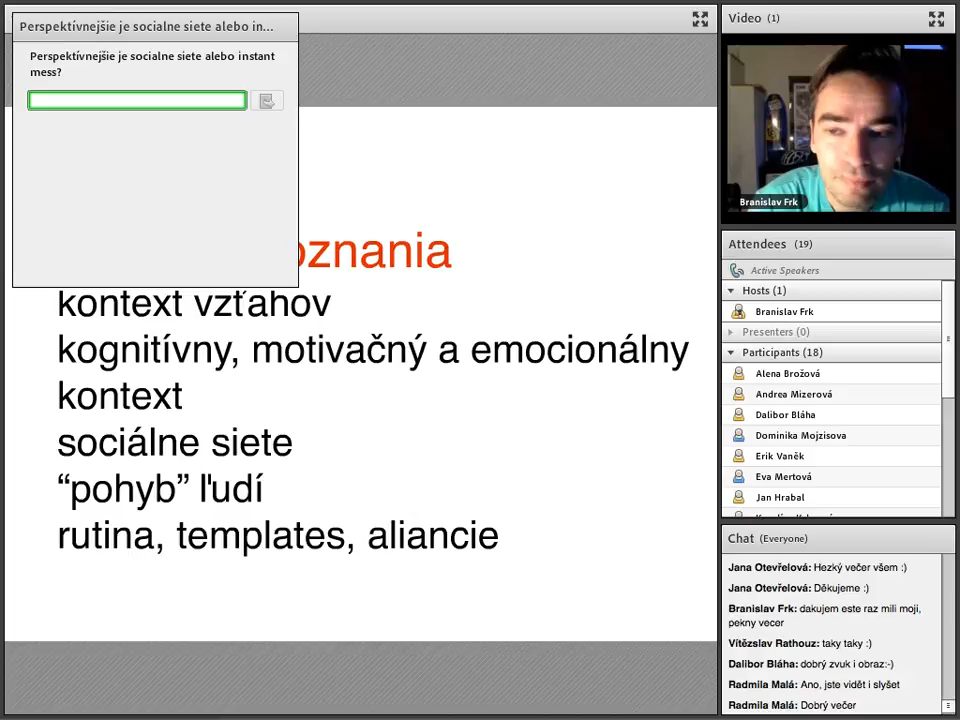 Perspektívnejšie je socialne siete alebo in...
Perspektívnejšie je socialne siete alebo instant
mess?
oznania
kontext vzťahov
kognitívny, motivačný a emocionálny
kontext
sociálne siete
“pohyb” ľudí
rutina, templates, aliancie
Video (1)
Branislav Frk
Attendees (19)
Active Speakers
Hosts (1)
Branislav Frk
Presenters (0)
Participants (18)
Alena Brožová
Andrea Mizerová
Dalibor Bláha
Dominika Mojzisova
Erik Vaněk
Eva Mertová
Jan Hrabal
Chat (Everyone)
Jana Otevřelová: Hezký večer všem :)
Jana Otevřelová: Děkujeme :)
Branislav Frk: dakujem este raz mili moji,
pekny vecer
Vítězslav Rathouz: taky taky :)
Dalibor Bláha: dobrý zvuk i obraz:-)
Radmila Malá: Ano, jste vidět i slyšet
Radmila Malá: Dobrý večer